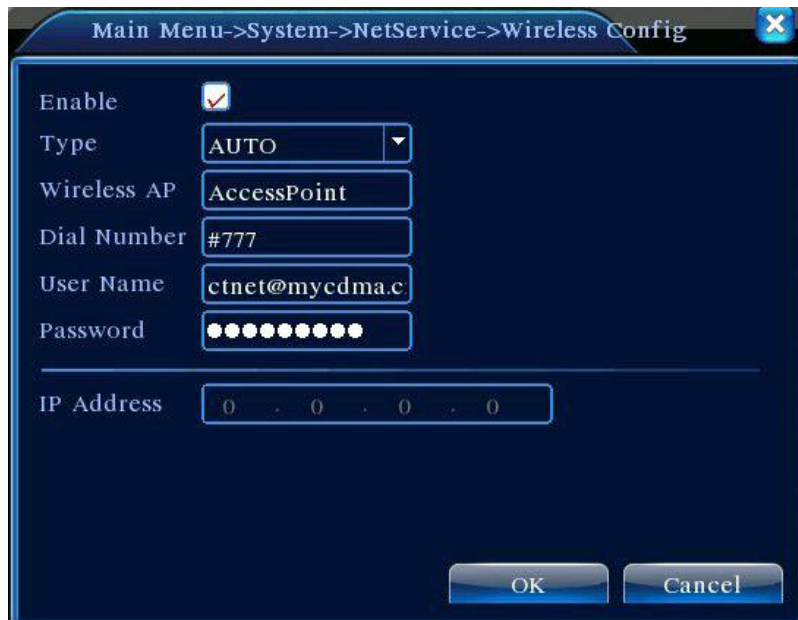 Main Menu->System->NetService->Wireless Config
Enable
Type AUTO
Wireless AP AccessPoint
Dial Number #777
User Name ctnet@mycdma.c
Password ●●●●●●●●●
IP Address 0 . 0 . 0 . 0
OK Cancel